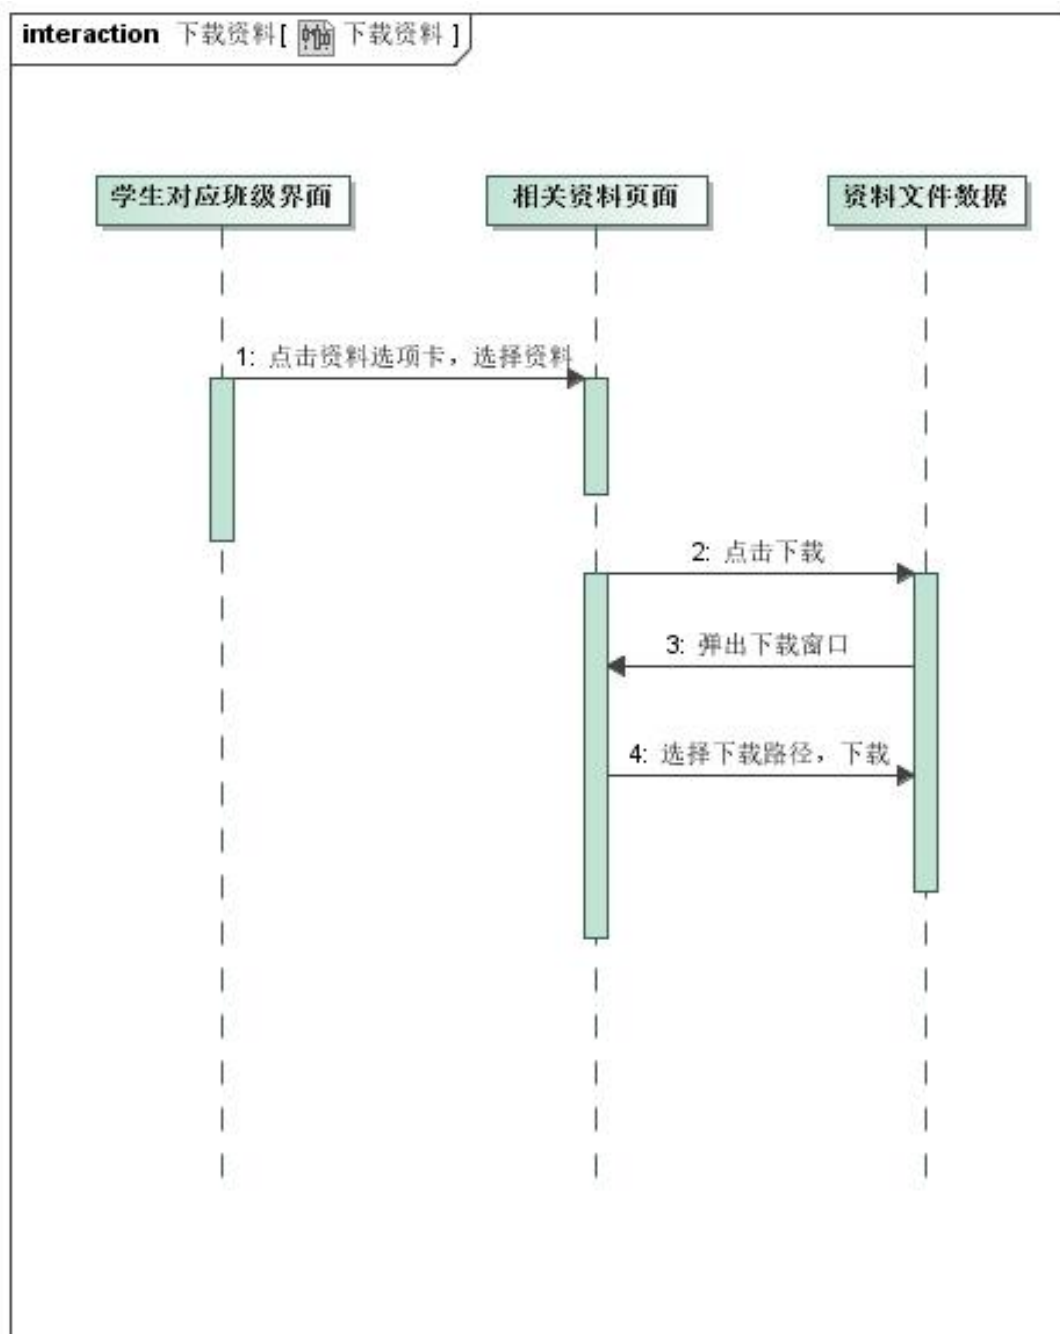 interaction 下载资料[ 下载资料 ]
学生对应班级界面
相关资料页面
资料文件数据
1: 点击资料选项卡，选择资料
2: 点击下载
3: 弹出下载窗口
4: 选择下载路径，下载